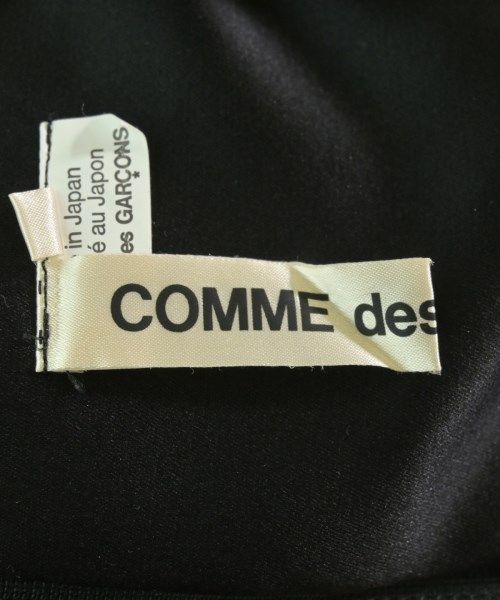 COMME des
in Japan
é au Japon
es GARÇONS